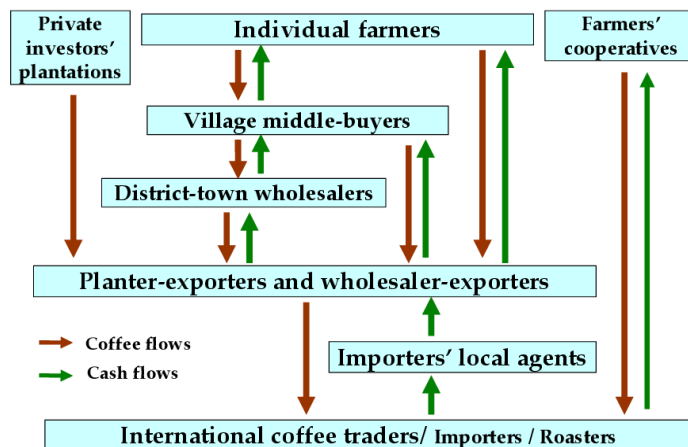 Private
investors'
plantations
Individual farmers
Farmers'
cooperatives
Village middle-buyers
District-town wholesalers
Planter-exporters and wholesaler-exporters
Coffee flows
Cash flows
Importers' local agents
International coffee traders/ Importers / Roasters